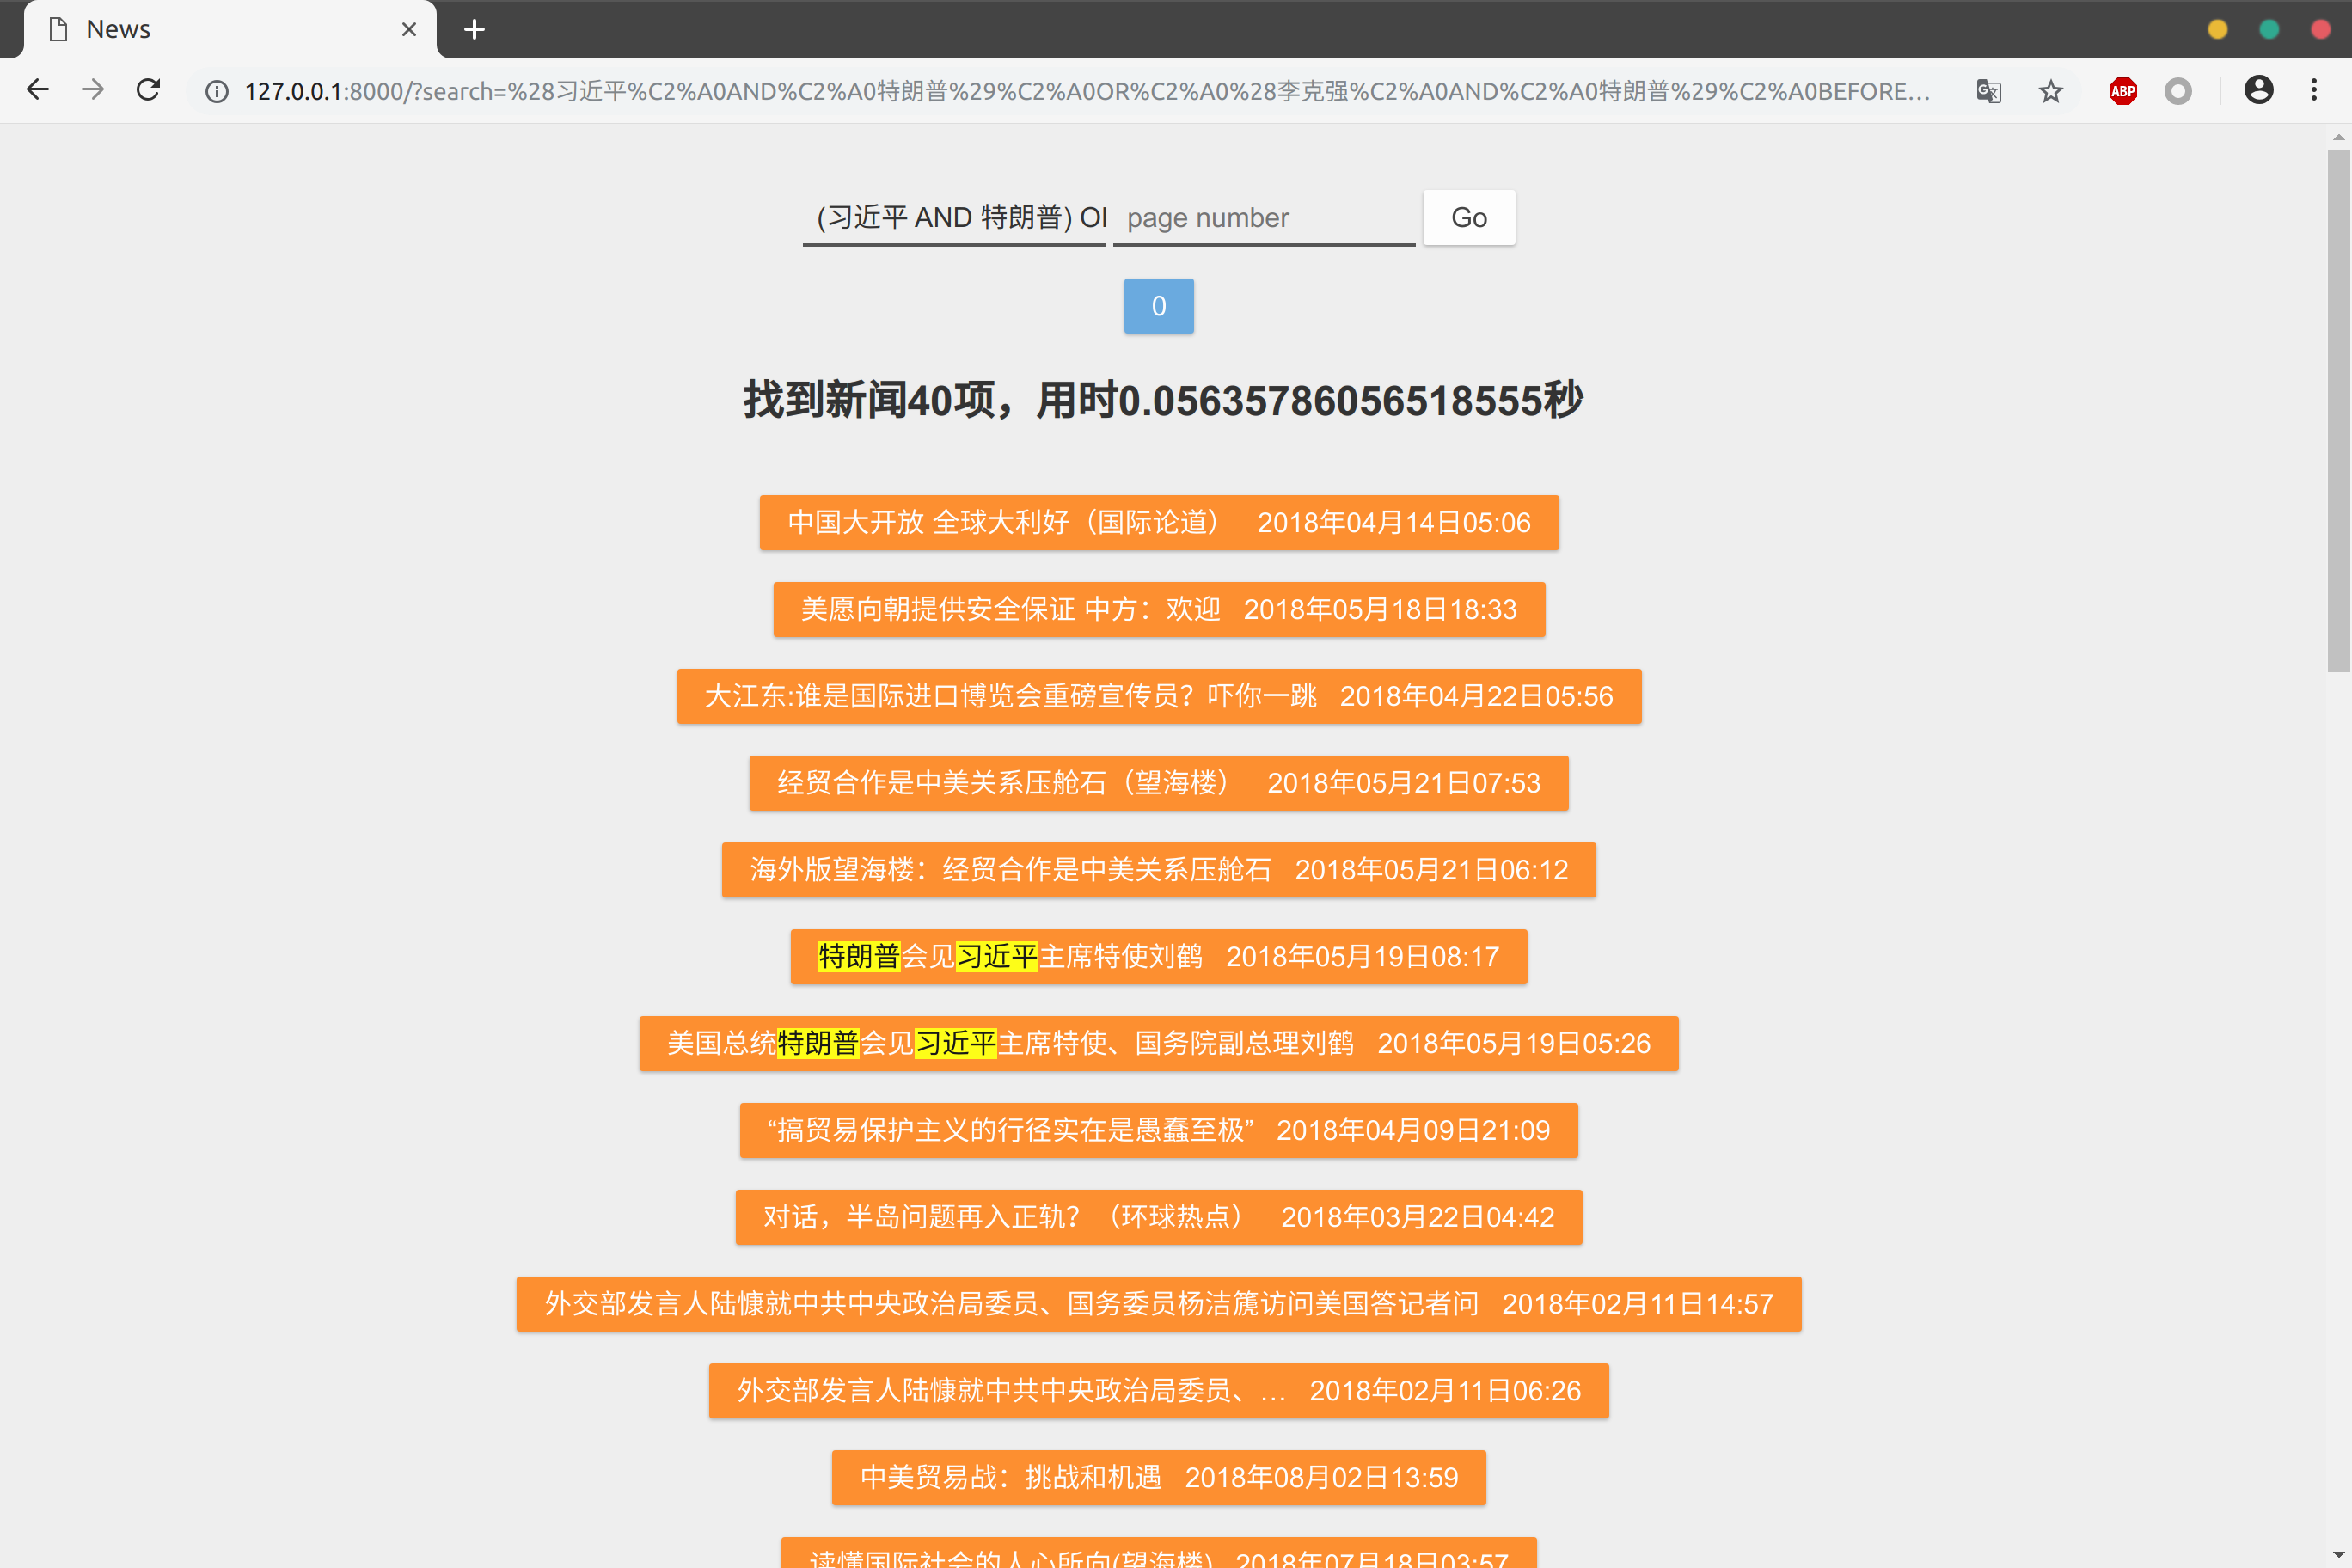 News
127.0.0.1:8000/?search=%28习近平%C2%A0AND%C2%A0特朗普%29%C2%A0OR%C2%A0%28李克强%C2%A0AND%C2%A0特朗普%29%C2%A0BEFORE...
ABP
(习近平 AND 特朗普) OR page number Go
0
找到新闻40项，用时0.05635786056518555秒
中国大开放 全球大利好（国际论道） 2018年04月14日05:06
美愿向朝提供安全保证 中方：欢迎 2018年05月18日18:33
大江东:谁是国际进口博览会重磅宣传员？吓你一跳 2018年04月22日05:56
经贸合作是中美关系压舱石（望海楼） 2018年05月21日07:53
海外版望海楼：经贸合作是中美关系压舱石 2018年05月21日06:12
特朗普会见习近平主席特使刘鹤 2018年05月19日08:17
美国总统特朗普会见习近平主席特使、国务院副总理刘鹤 2018年05月19日05:26
“搞贸易保护主义的行径实在是愚蠢至极” 2018年04月09日21:09
对话，半岛问题再入正轨？（环球热点） 2018年03月22日04:42
外交部发言人陆慷就中共中央政治局委员、国务委员杨洁篪访问美国答记者问 2018年02月11日14:57
外交部发言人陆慷就中共中央政治局委员、… 2018年02月11日06:26
中美贸易战：挑战和机遇 2018年08月02日13:59
读懂国际社会的人心所向(望海楼) 2018年07月18日03:57